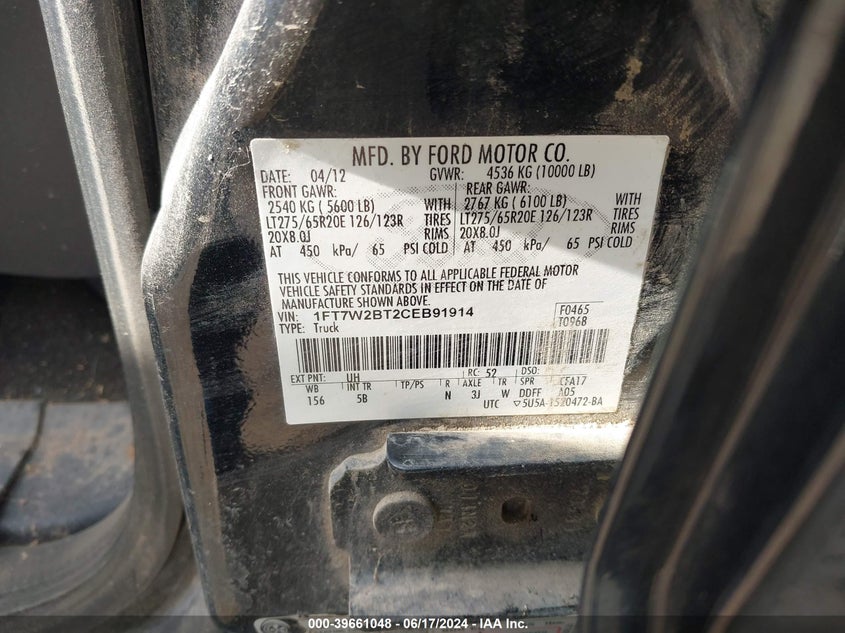 MFD. BY FORD MOTOR CO.
DATE: 04/12 GVWR: 4536 KG (10000 LB)
FRONT GAWR: REAR GAWR:
2540 KG ( 5600 LB) WITH 2767 KG ( 6100 LB) WITH
LT275/65R20E 126/123R TIRES LT275/65R20E 126/123R TIRES
20X8.0J RIMS 20X8.0J RIMS
AT 450 kPa/ 65 PSI COLD AT 450 kPa/ 65 PSI COLD
THIS VEHICLE CONFORMS TO ALL APPLICABLE FEDERAL MOTOR
VEHICLE SAFETY STANDARDS IN EFFECT ON THE DATE OF
MANUFACTURE SHOWN ABOVE.
VIN: 1FT7W2BT2CEB91914 F0465
TYPE: Truck T096B
EXT PNT: UH RC: 52 DSO:
WB INT TR TP/PS R AXLE TR SPR CFA17
156 5B N 3J W DDFF A05
UTC ▽5U5A-1520472-BA
00-39661048 - 06/17/2024 - IAA Inc.